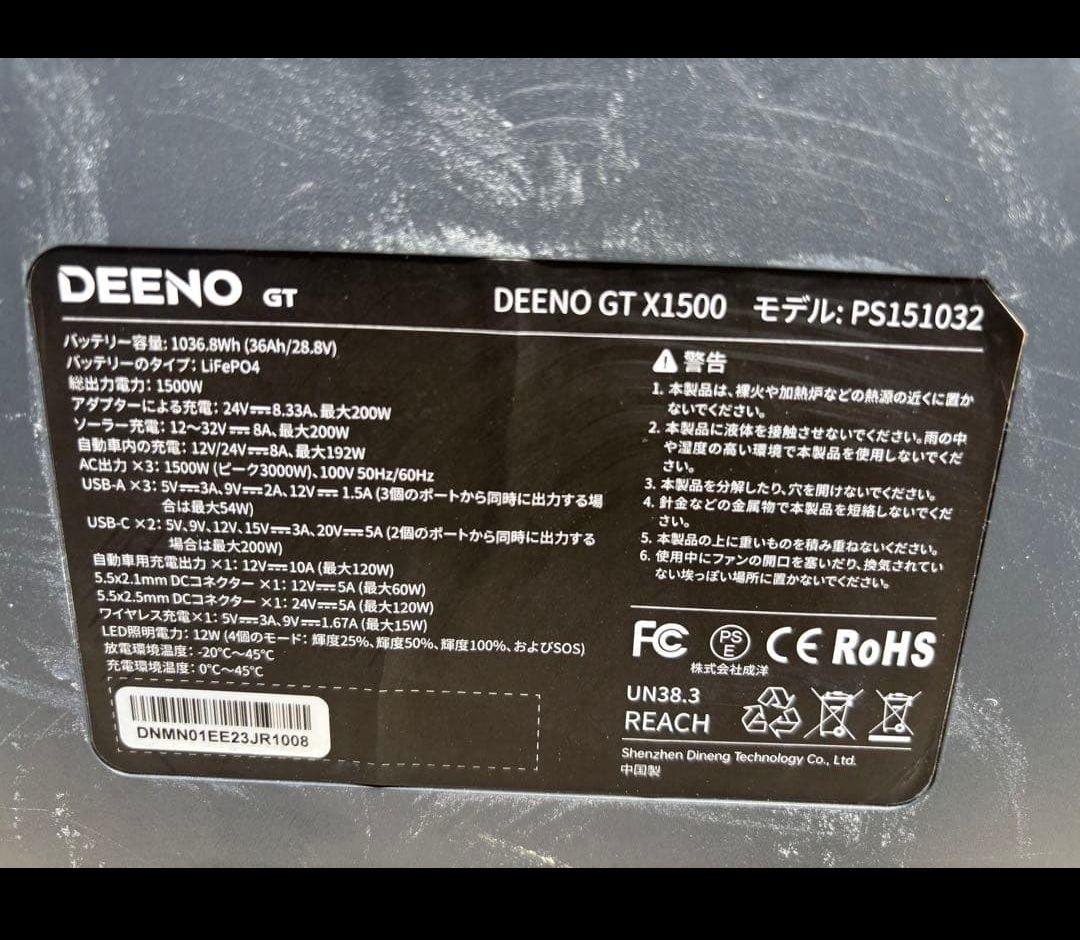 DEENO GT
DEENO GT X1500 モデル: PS151032
バッテリー容量: 1036.8Wh (36Ah/28.8V)
バッテリーのタイプ: LiFePO4
総出力電力: 1500W
アダプターによる充電: 24V⎓8.33A、最大200W
ソーラー充電: 12〜32V⎓8A、最大200W
自動車内の充電: 12V/24V⎓8A、最大192W
AC出力 ×3: 1500W (ピーク3000W)、100V 50Hz/60Hz
USB-A ×3: 5V⎓3A、9V⎓2A、12V⎓1.5A (3個のポートから同時に出力する場
合は最大54W)
USB-C ×2: 5V、9V、12V、15V⎓3A、20V⎓5A (2個のポートから同時に出力する
場合は最大200W)
自動車用充電出力 ×1: 12V⎓10A (最大120W)
5.5x2.1mm DCコネクター ×1: 12V⎓5A (最大60W)
5.5x2.5mm DCコネクター ×1: 24V⎓5A (最大120W)
ワイヤレス充電×1: 5V⎓3A、9V⎓1.67A (最大15W)
LED照明電力: 12W (4個のモード: 輝度25%、輝度50%、輝度100%、およびSOS)
放電環境温度: -20°C〜45°C
充電環境温度: 0°C〜45°C
DNMN01EE23JR1008
警告
1. 本製品は、裸火や加熱炉などの熱源の近くに置か
ないでください。
2. 本製品に液体を接触させないでください。雨の中
や湿度の高い環境で本製品を使用しないでくだ
さい。
3. 本製品を分解したり、穴を開けないでください。
4. 針金などの金属物で本製品を短絡しないでくだ
さい。
5. 本製品の上に重いものを積み重ねないください。
6. 使用中にファンの開口を塞いだり、換気されてい
ない埃っぽい場所に置かないでください。
FC PSE CE RoHS
株式会社成洋
UN38.3
REACH
Shenzhen Dineng Technology Co., Ltd.
中国製